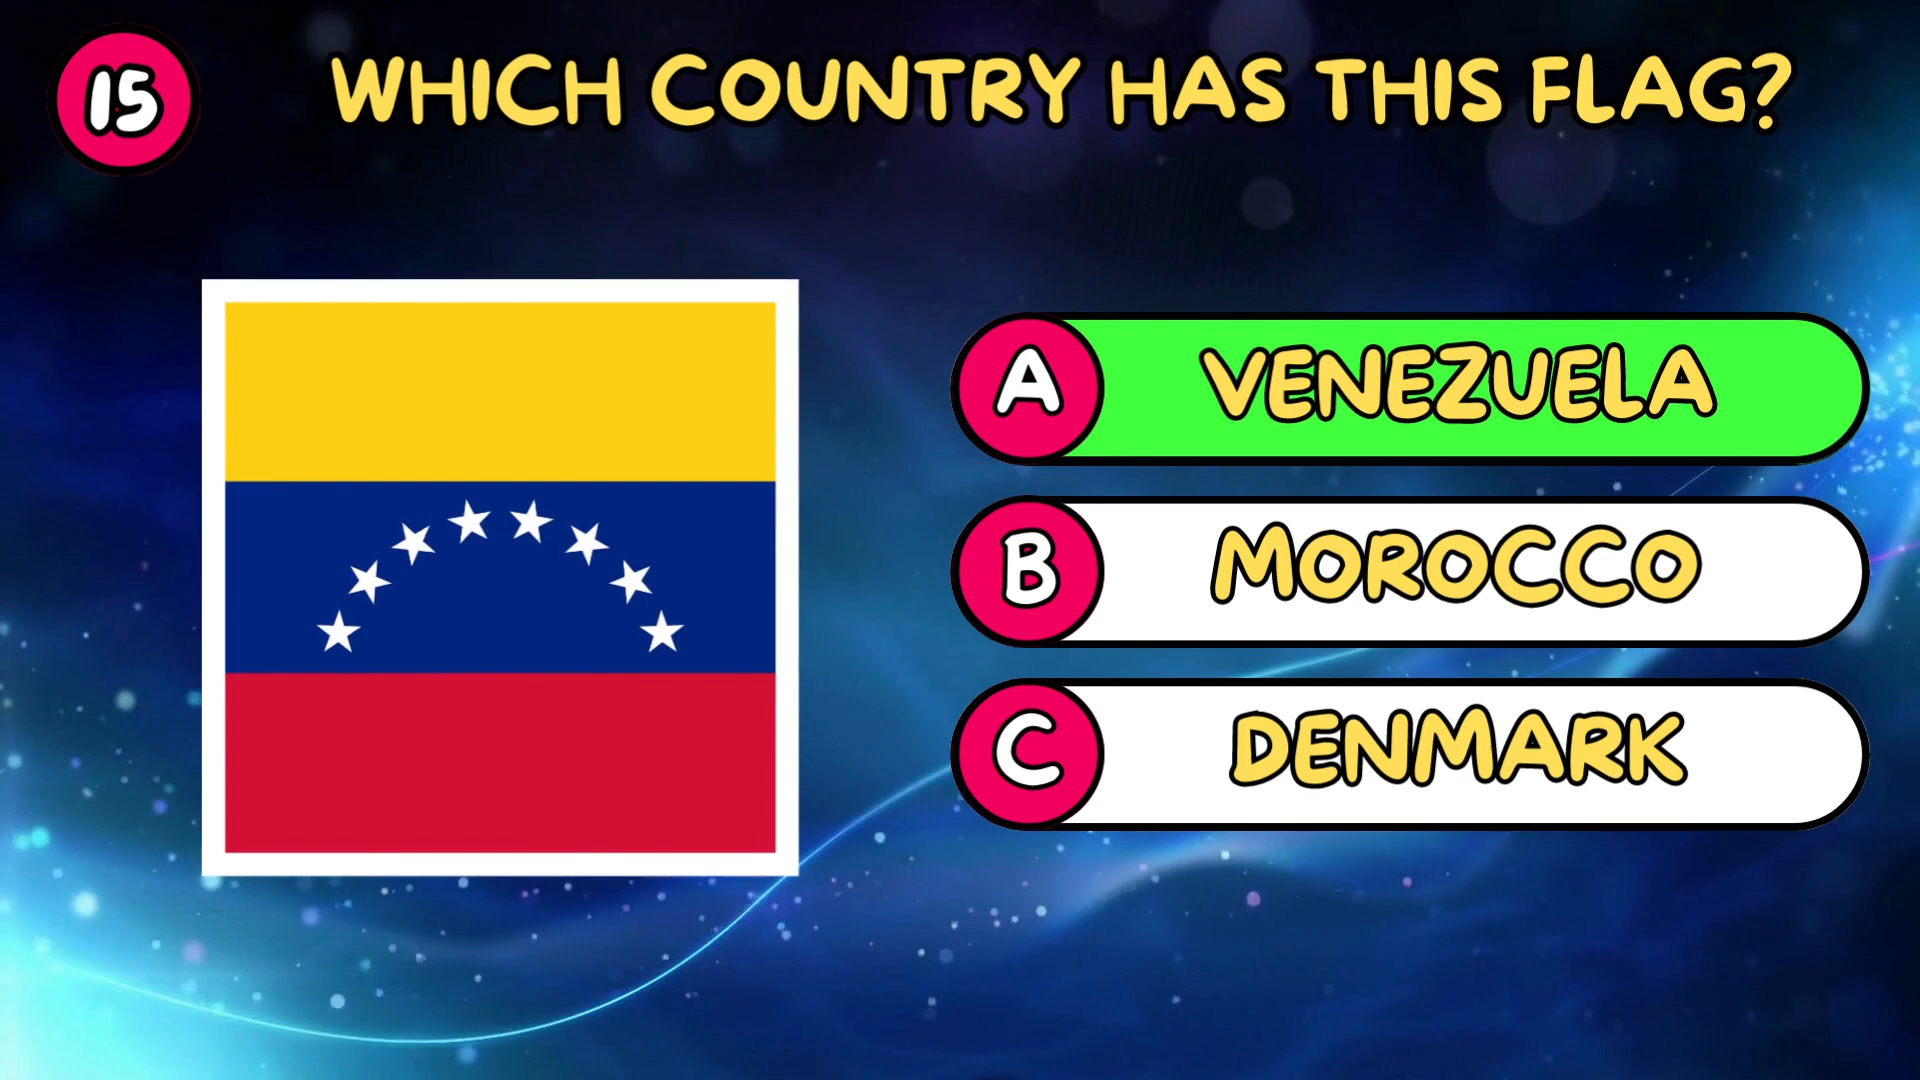 15
WHICH COUNTRY HAS THIS FLAG?
A VENEZUELA
B MOROCCO
C DENMARK